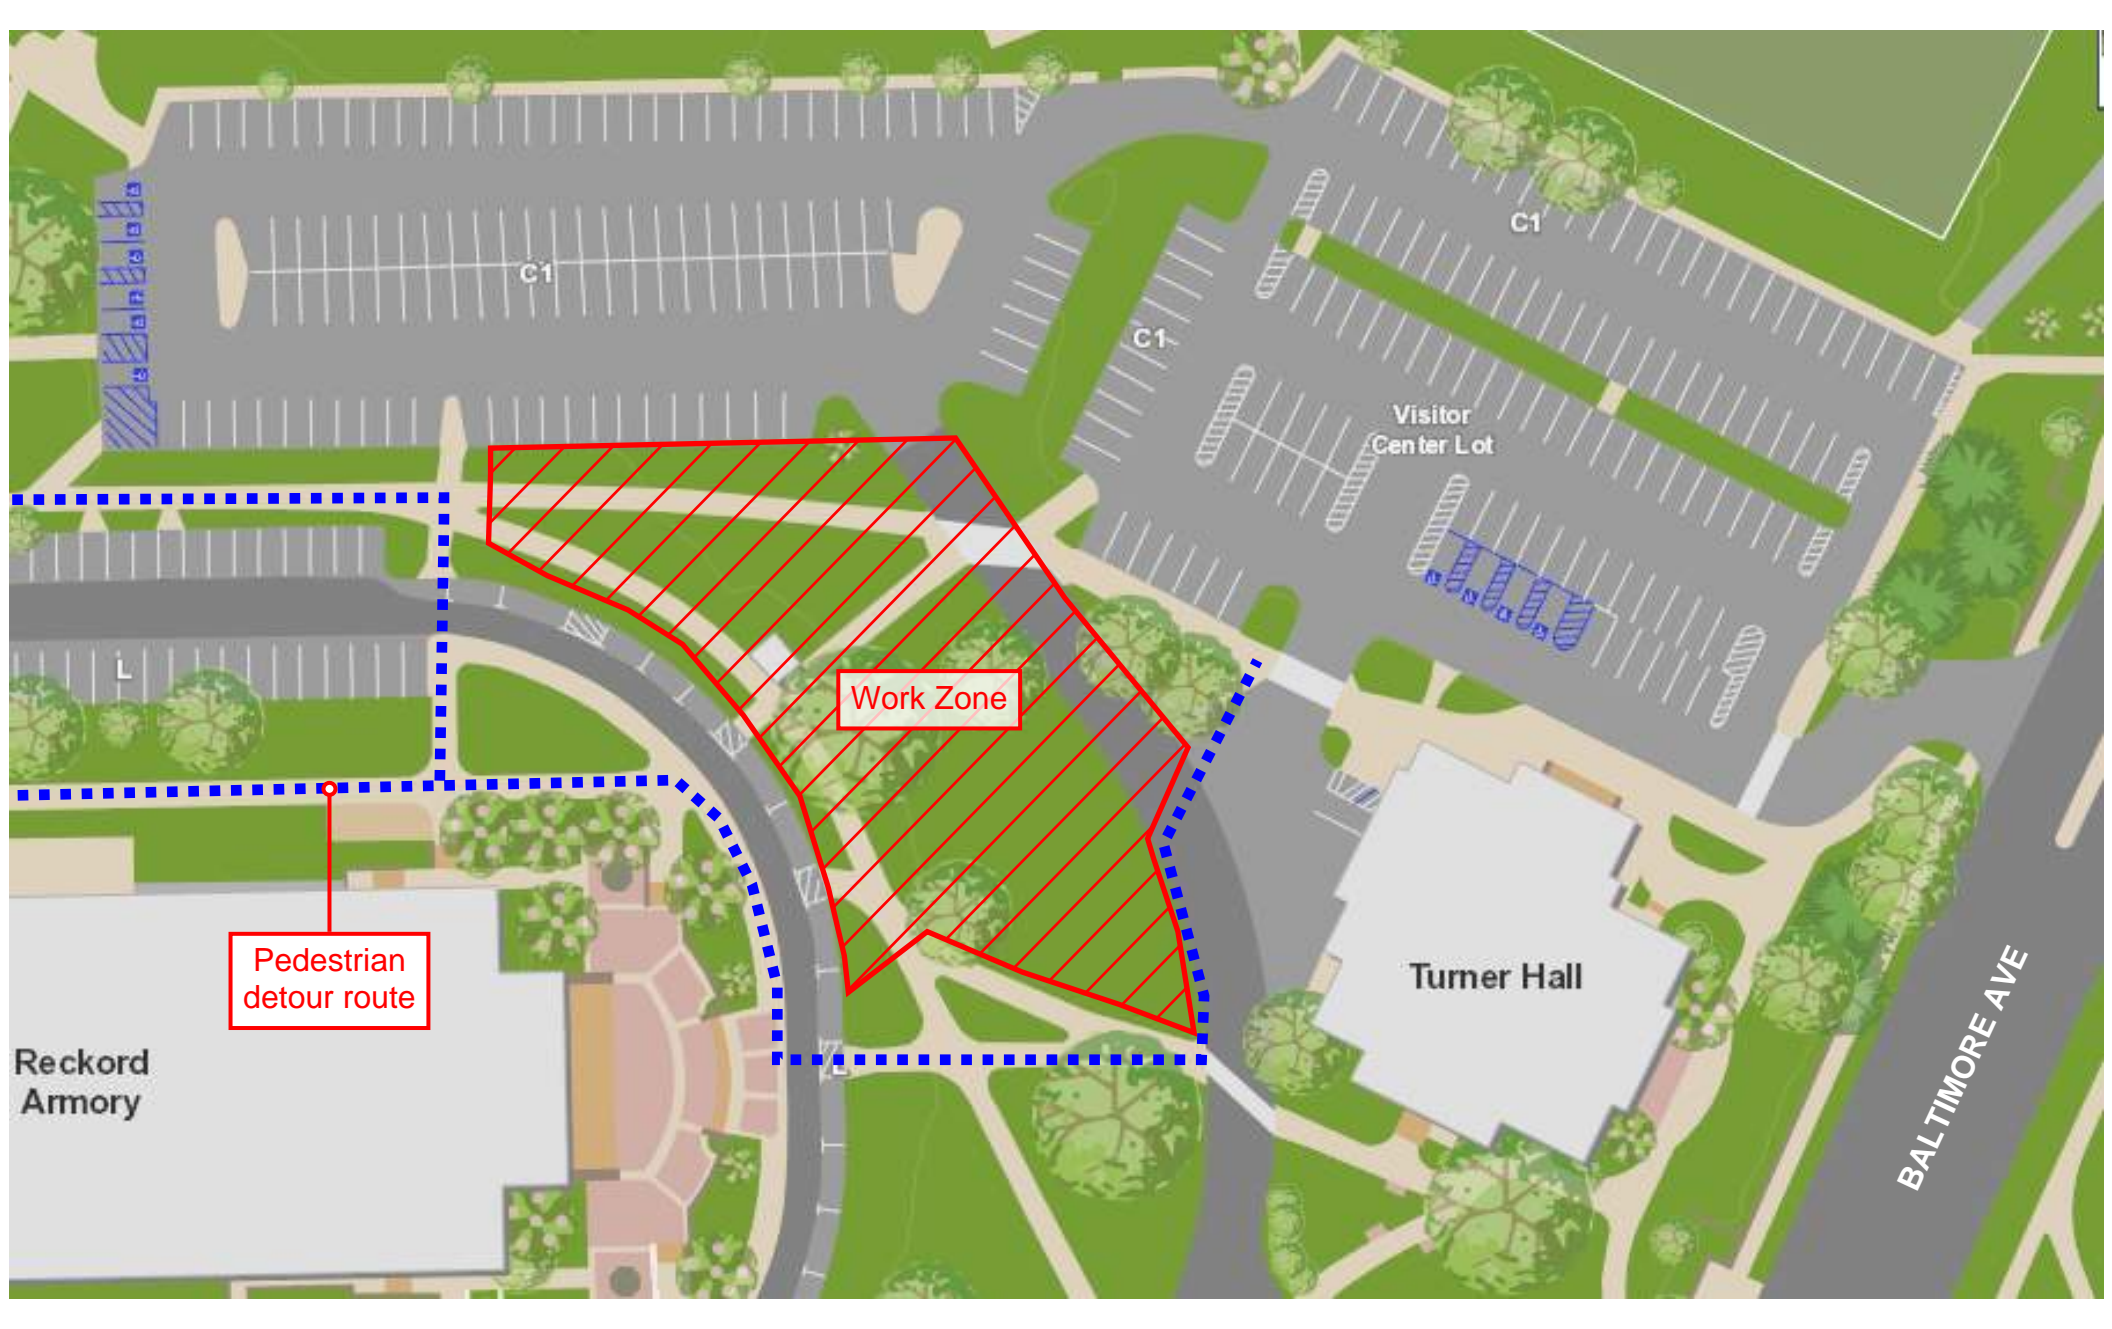 C1
C1
C1
Visitor
Center Lot
L
Work Zone
Pedestrian
detour route
Turner Hall
BALTIMORE AVE
Reckord
Armory
L